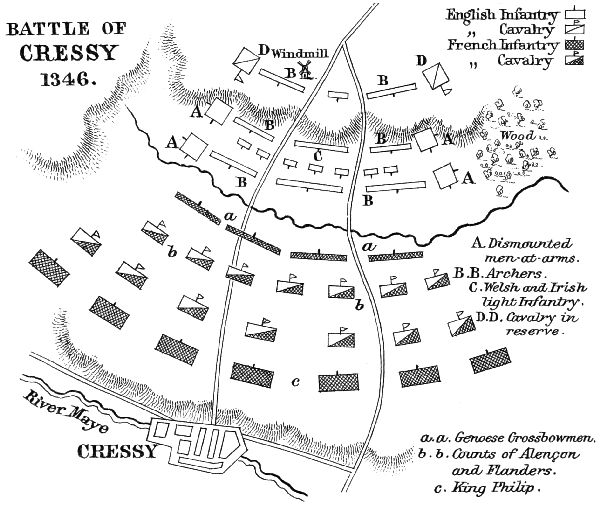 BATTLE OF
CRESSY
1346.
English Infantry
„ Cavalry
French Infantry
„ Cavalry
D
Windmill
D
B
B
A
B
B
A
A
C
Wood
B
B
A
a
a
b
b
c
A. Dismounted
men-at-arms.
B.B. Archers.
C. Welsh and Irish
light Infantry.
D.D. Cavalry in
reserve.
River Maye
CRESSY
a.a. Genoese Crossbowmen.
b.b. Counts of Alençon
and Flanders.
c. King Philip.